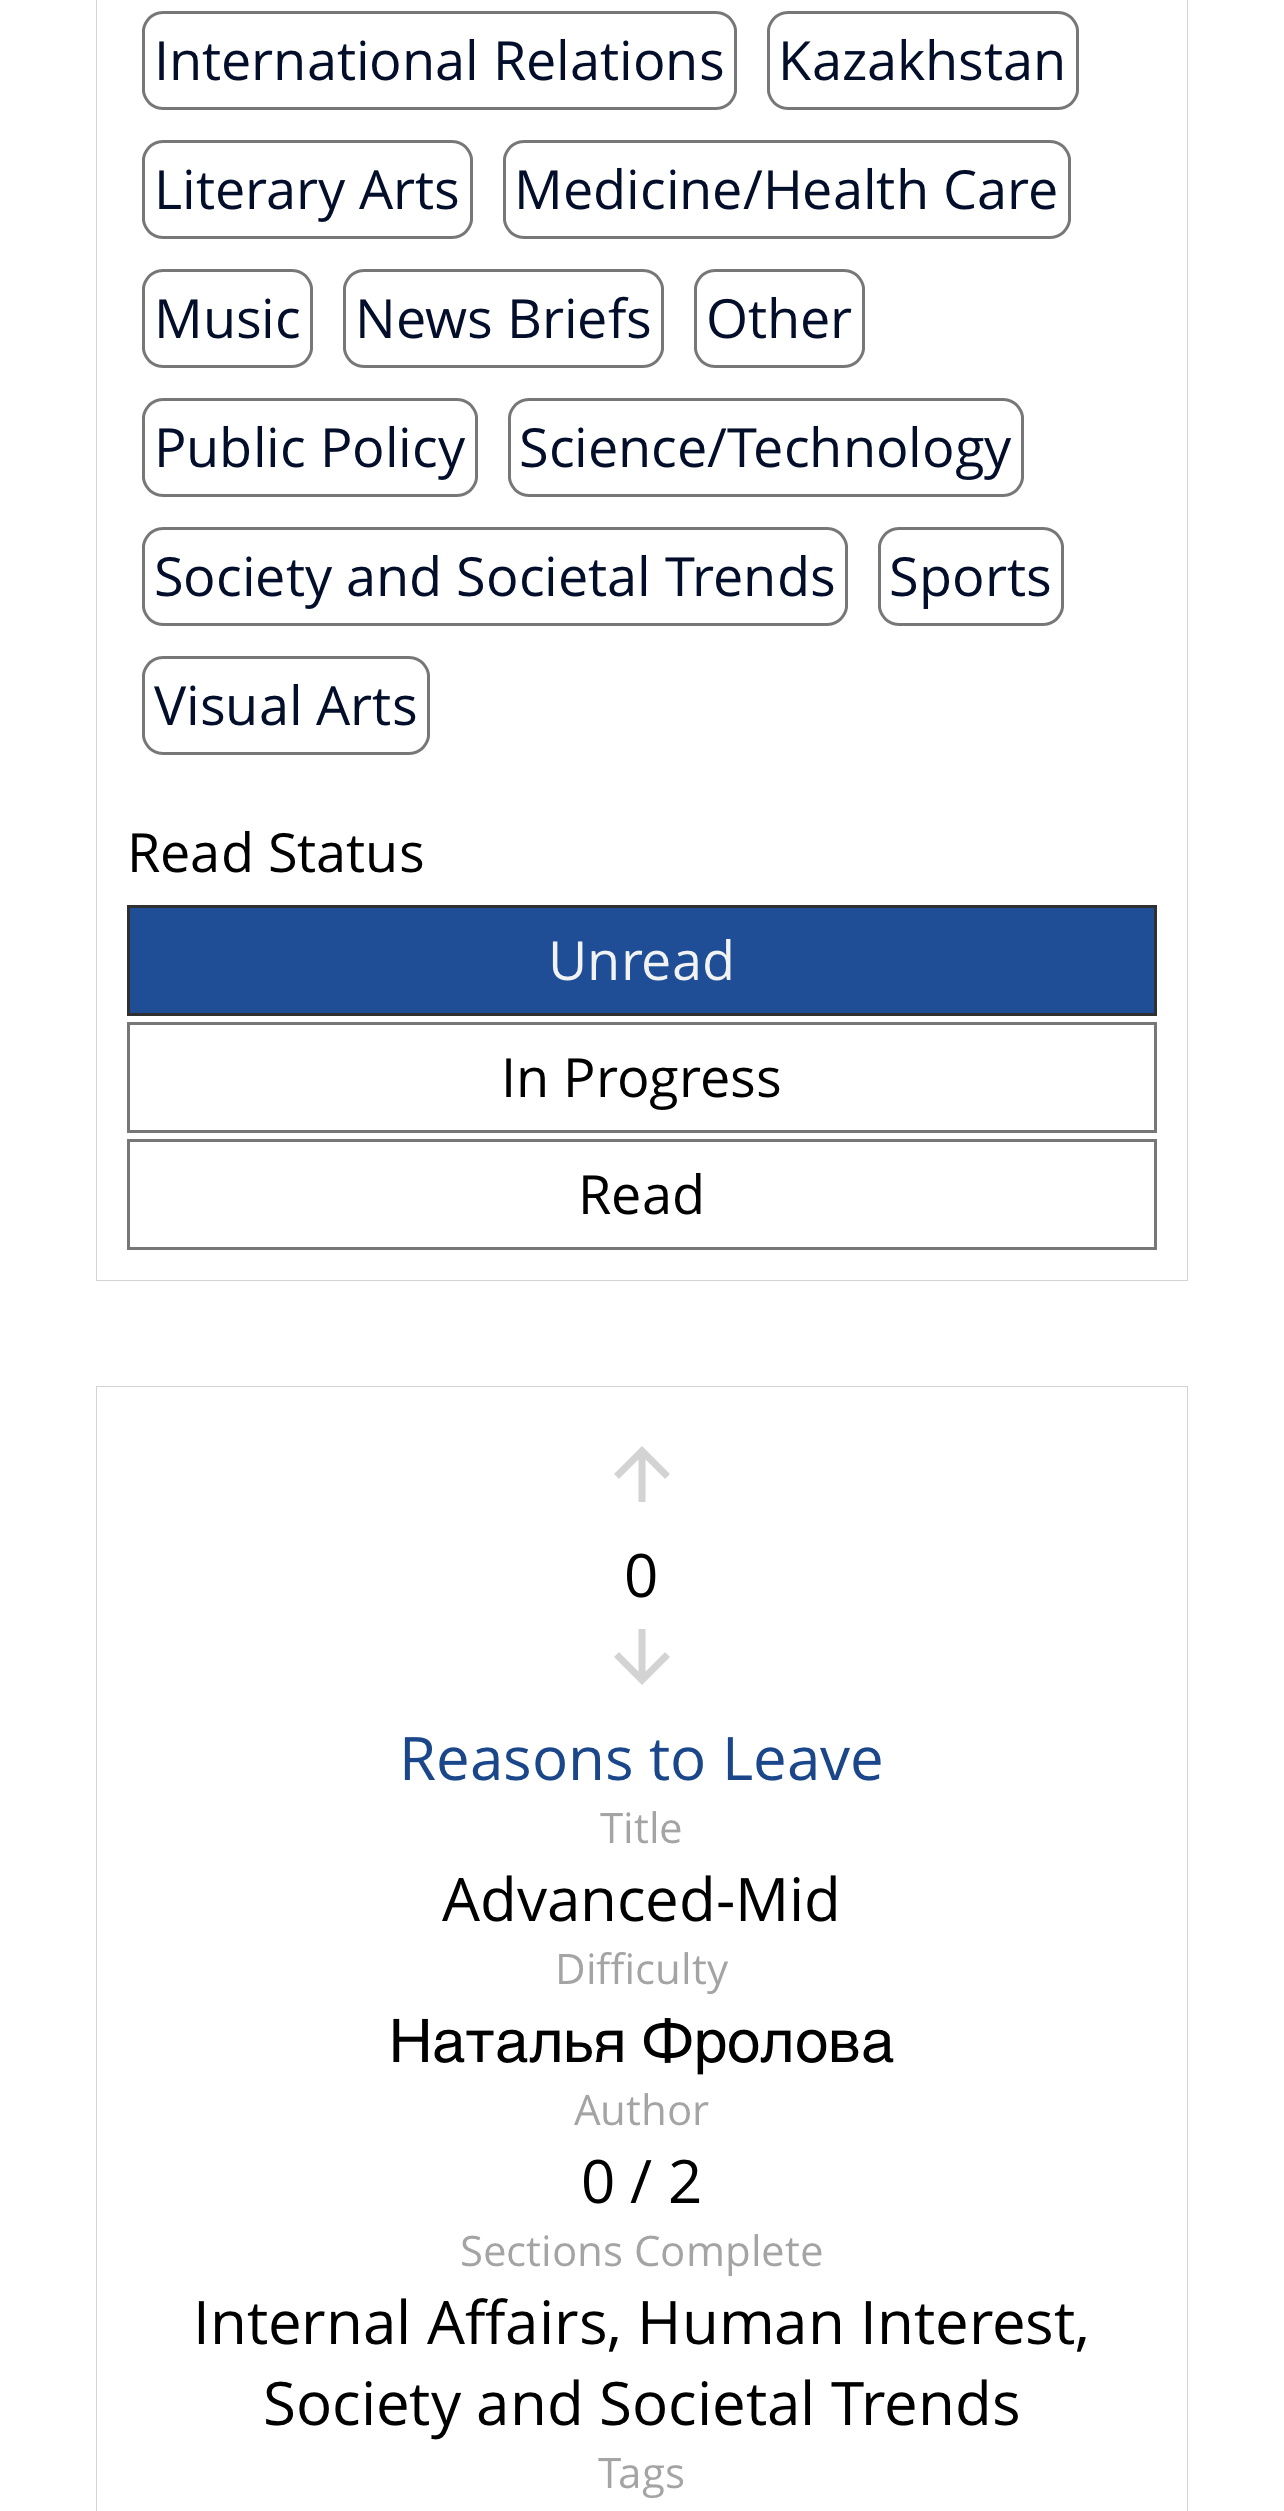 International Relations Kazakhstan
Literary Arts Medicine/Health Care
Music News Briefs Other
Public Policy Science/Technology
Society and Societal Trends Sports
Visual Arts
Read Status
Unread
In Progress
Read
0
Reasons to Leave
Title
Advanced-Mid
Difficulty
Наталья Фролова
Author
0 / 2
Sections Complete
Internal Affairs, Human Interest,
Society and Societal Trends
Tags